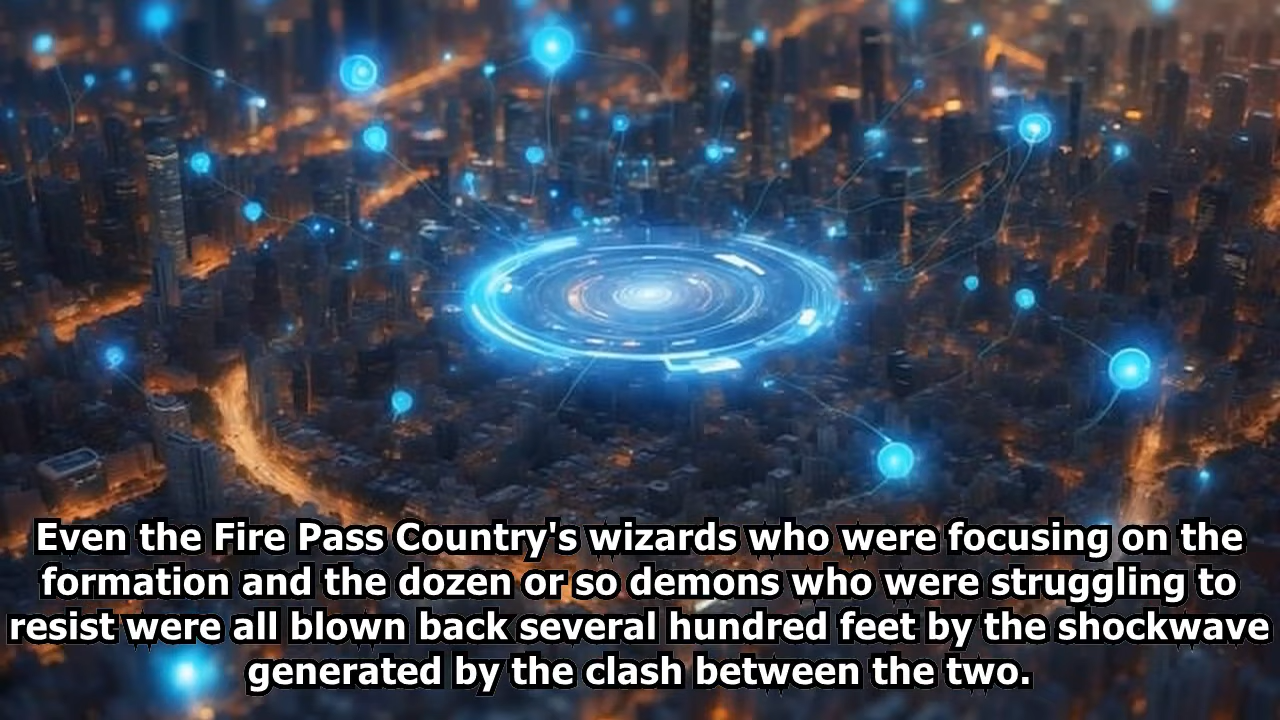 Even the Fire Pass Country's wizards who were focusing on the
formation and the dozen or so demons who were struggling to
resist were all blown back several hundred feet by the shockwave
generated by the clash between the two.